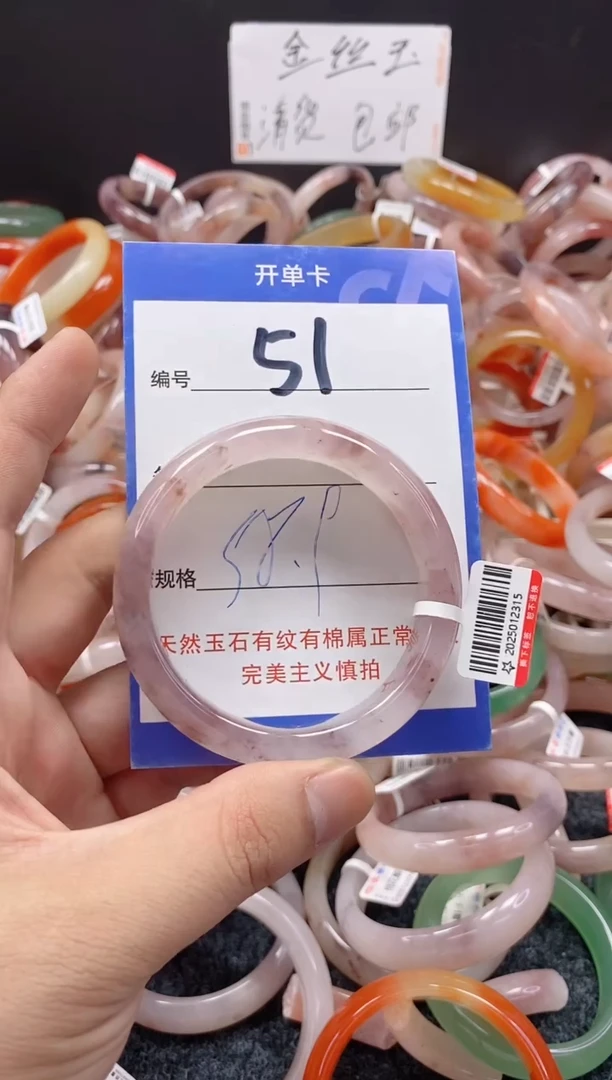 金丝玉
清货 包邮
开单卡
编号 51
规格 58.5
天然玉石有纹有棉属正常
完美主义慎拍
2025012315